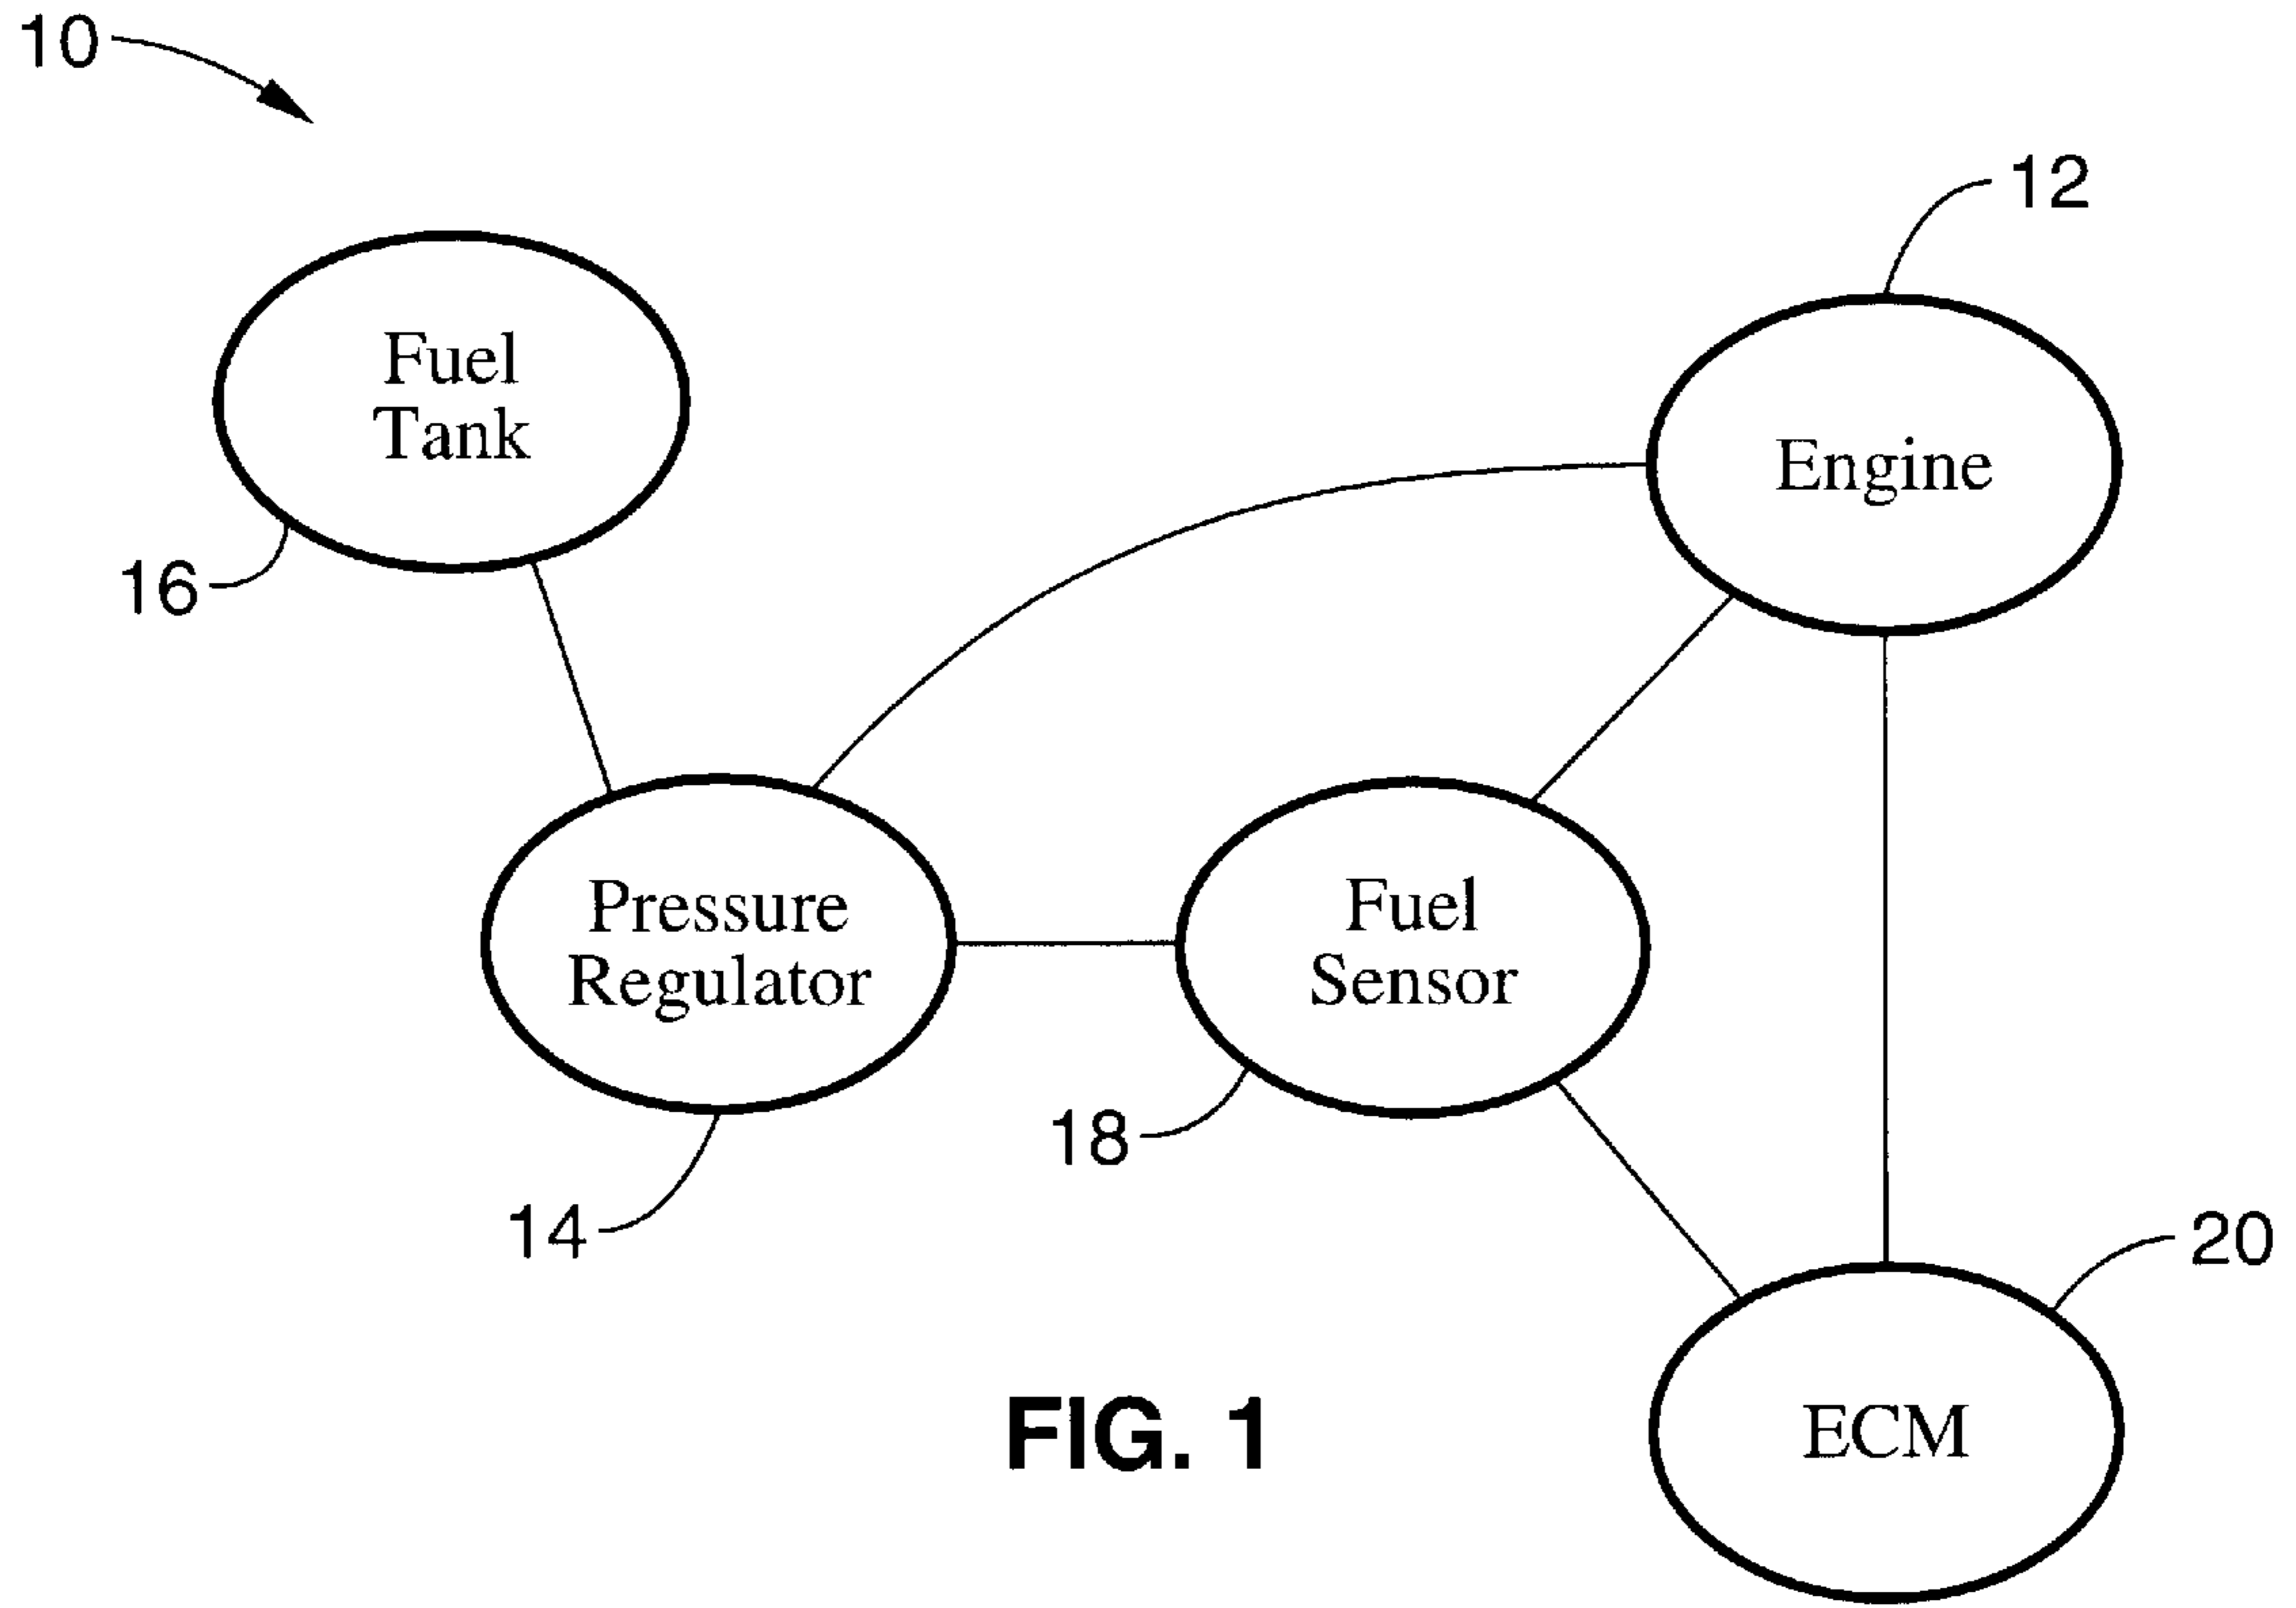 10
12
Fuel
Tank
Engine
16
Pressure
Regulator
Fuel
Sensor
18
14
20
FIG. 1
ECM